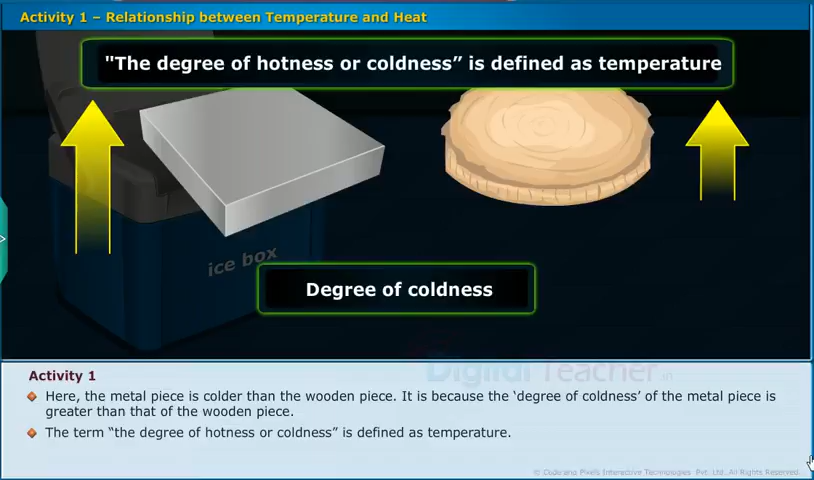 Activity 1 – Relationship between Temperature and Heat
"The degree of hotness or coldness” is defined as temperature
ice box
Degree of coldness
Digital Teacher.in
Activity 1
Here, the metal piece is colder than the wooden piece. It is because the ‘degree of coldness’ of the metal piece is
greater than that of the wooden piece.
The term “the degree of hotness or coldness” is defined as temperature.
© Code and Pixels Interactive Technologies Pvt. Ltd. All Rights Reserved.